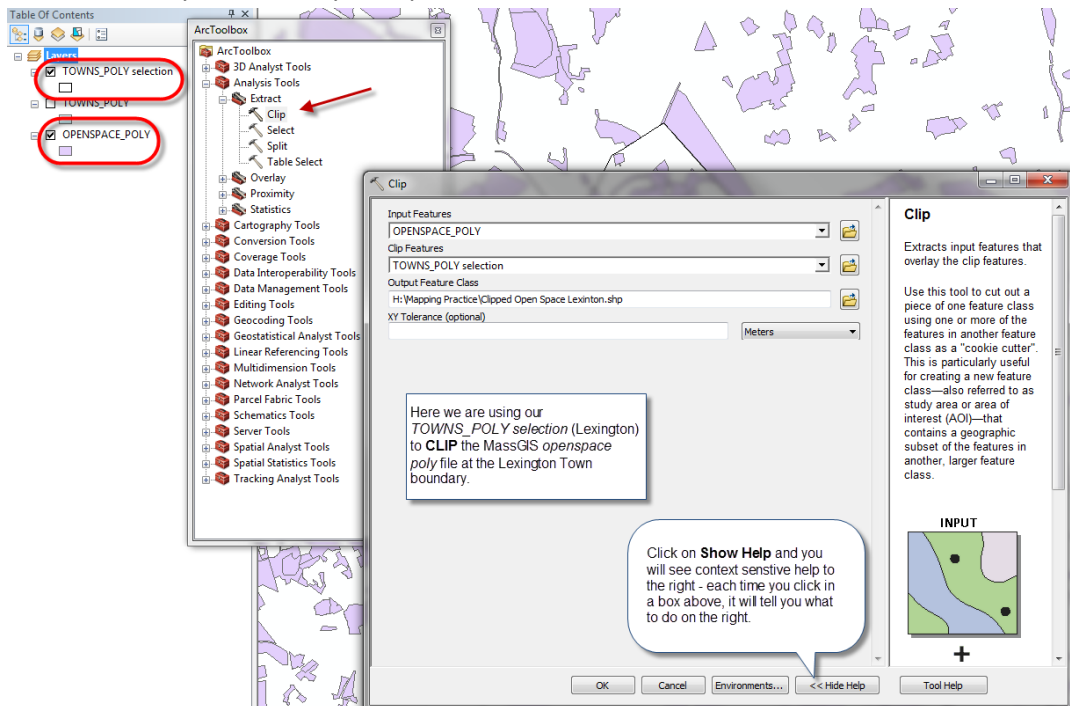 Table Of Contents
Layers
TOWNS_POLY selection
TOWNS_POLY
OPENSPACE_POLY
ArcToolbox
ArcToolbox
3D Analyst Tools
Analysis Tools
Extract
Clip
Select
Split
Table Select
Overlay
Proximity
Statistics
Cartography Tools
Conversion Tools
Coverage Tools
Data Interoperability Tools
Data Management Tools
Editing Tools
Geocoding Tools
Geostatistical Analyst Tools
Linear Referencing Tools
Multidimension Tools
Network Analyst Tools
Parcel Fabric Tools
Schematics Tools
Server Tools
Spatial Analyst Tools
Spatial Statistics Tools
Tracking Analyst Tools
Clip
Input Features
OPENSPACE_POLY
Clip Features
TOWNS_POLY selection
Output Feature Class
H:\Mapping Practice\Clipped Open Space Lexinton.shp
XY Tolerance (optional)
Meters
Here we are using our
TOWNS_POLY selection (Lexington)
to CLIP the MassGIS openspace
poly file at the Lexington Town
boundary.
Click on Show Help and you
will see context senstive help to
the right - each time you click in
a box above, it will tell you what
to do on the right.
OK
Cancel
Environments...
<< Hide Help
Tool Help
Clip
Extracts input features that
overlay the clip features.
Use this tool to cut out a
piece of one feature class
using one or more of the
features in another feature
class as a "cookie cutter".
This is particularly useful
for creating a new feature
class—also referred to as
study area or area of
interest (AOI)—that
contains a geographic
subset of the features in
another, larger feature
class.
INPUT
+